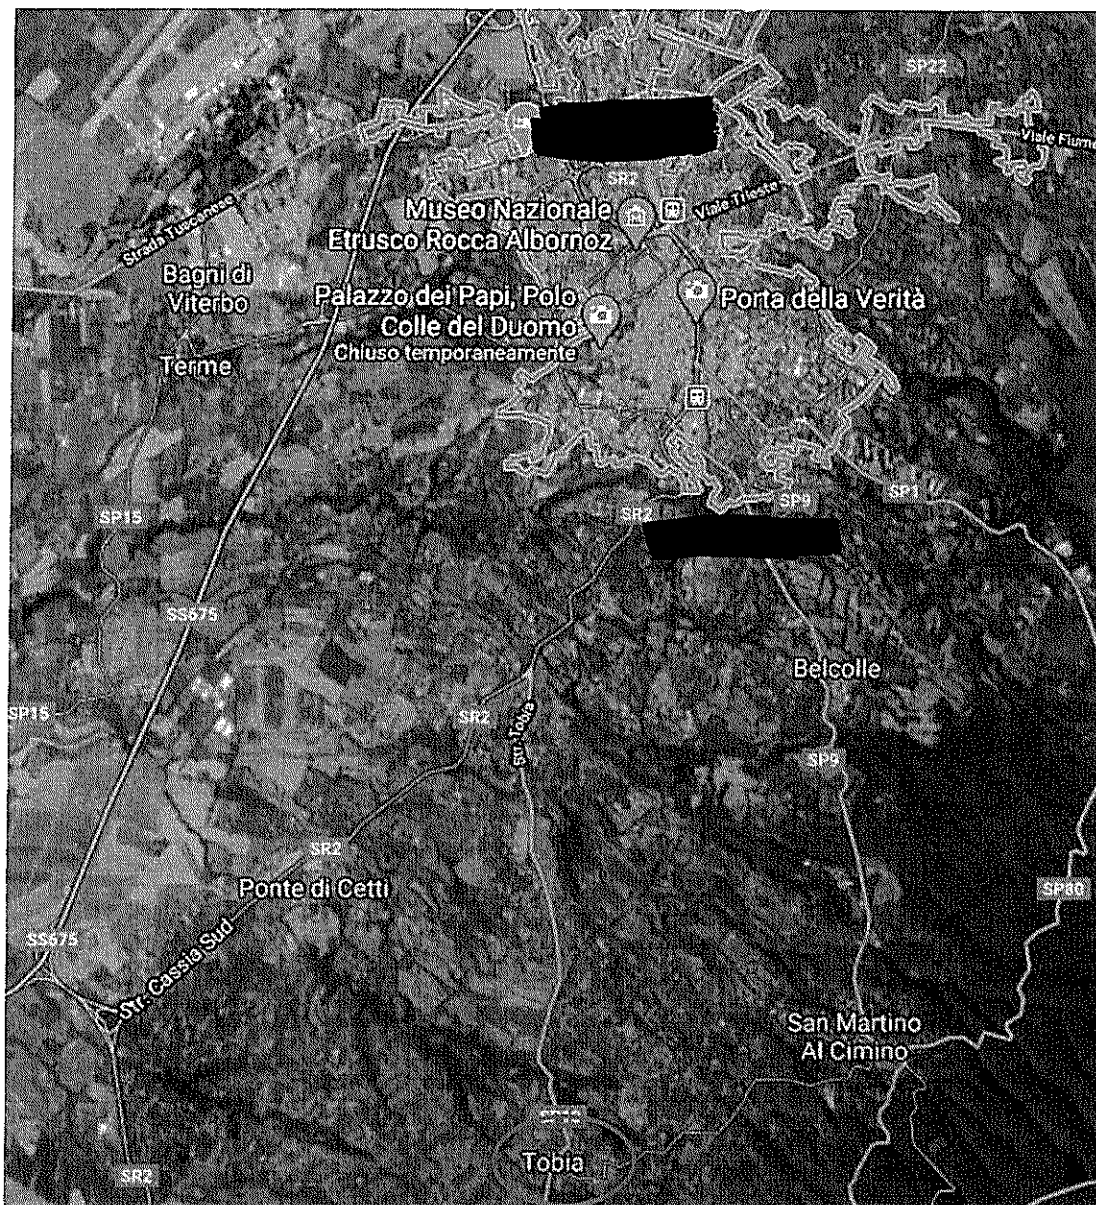 SP22
Viale Fiume
SR2
Viale Trieste
Museo Nazionale
Etrusco Rocca Albornoz
Strada Tuscanese
Bagni di
Viterbo
Palazzo dei Papi, Polo
Colle del Duomo
Chiuso temporaneamente
Porta della Verità
Terme
SP15
SR2
SP9
SP1
SS675
Belcolle
SP15
SR2
Str. Tobia
SP9
SR2
Ponte di Cetti
SP80
SS675
Str. Cassia Sud
San Martino
Al Cimino
Tobia
SR2